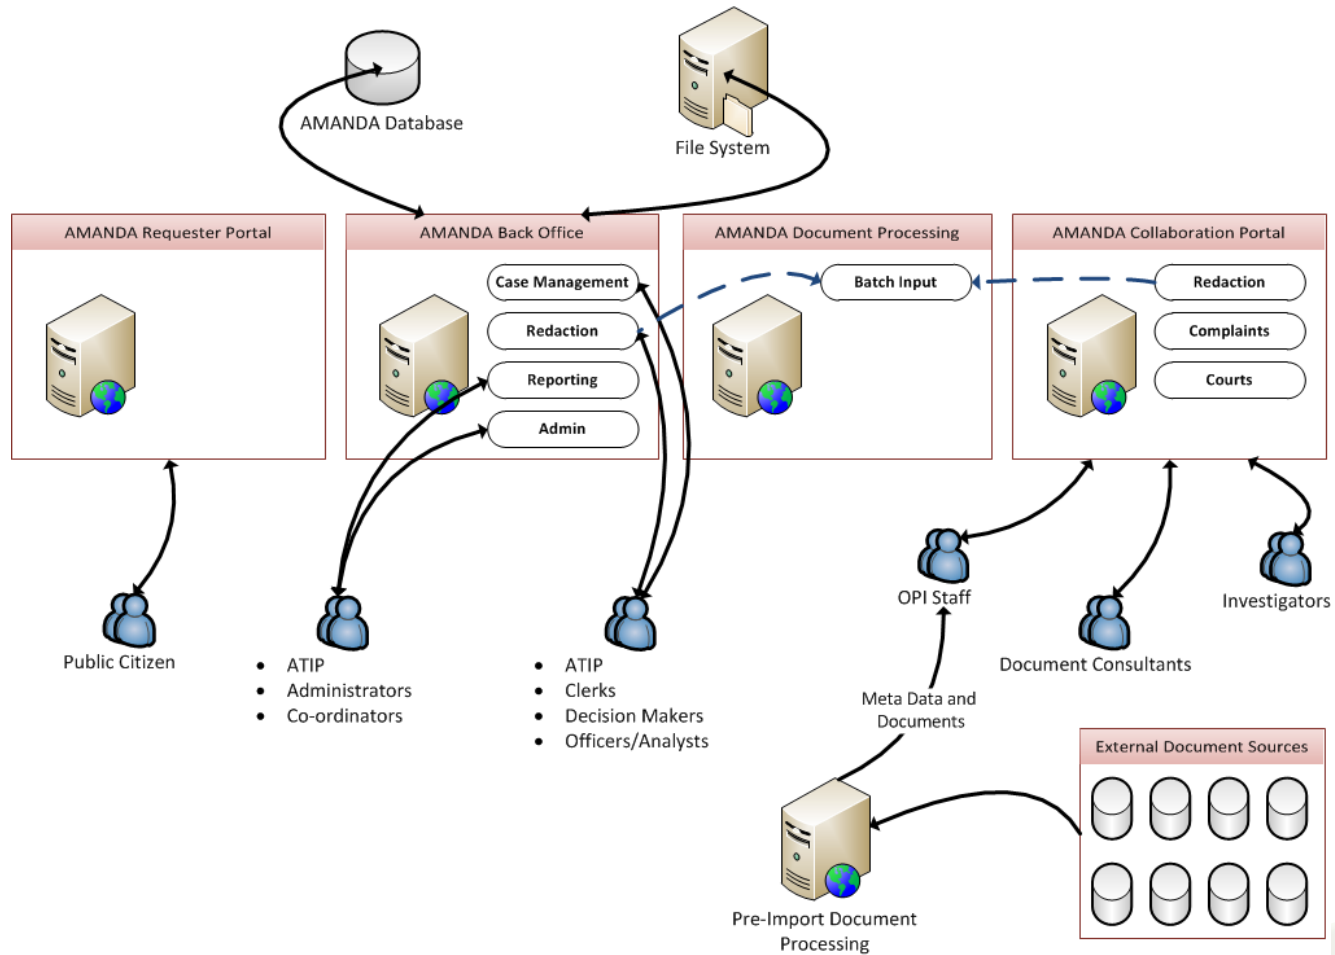 AMANDA Database
File System
AMANDA Requester Portal
AMANDA Back Office
AMANDA Document Processing
AMANDA Collaboration Portal
Case Management
Redaction
Reporting
Admin
Batch Input
Redaction
Complaints
Courts
Public Citizen
• ATIP
• Administrators
• Co-ordinators
• ATIP
• Clerks
• Decision Makers
• Officers/Analysts
OPI Staff
Document Consultants
Investigators
Meta Data and
Documents
Pre-Import Document
Processing
External Document Sources